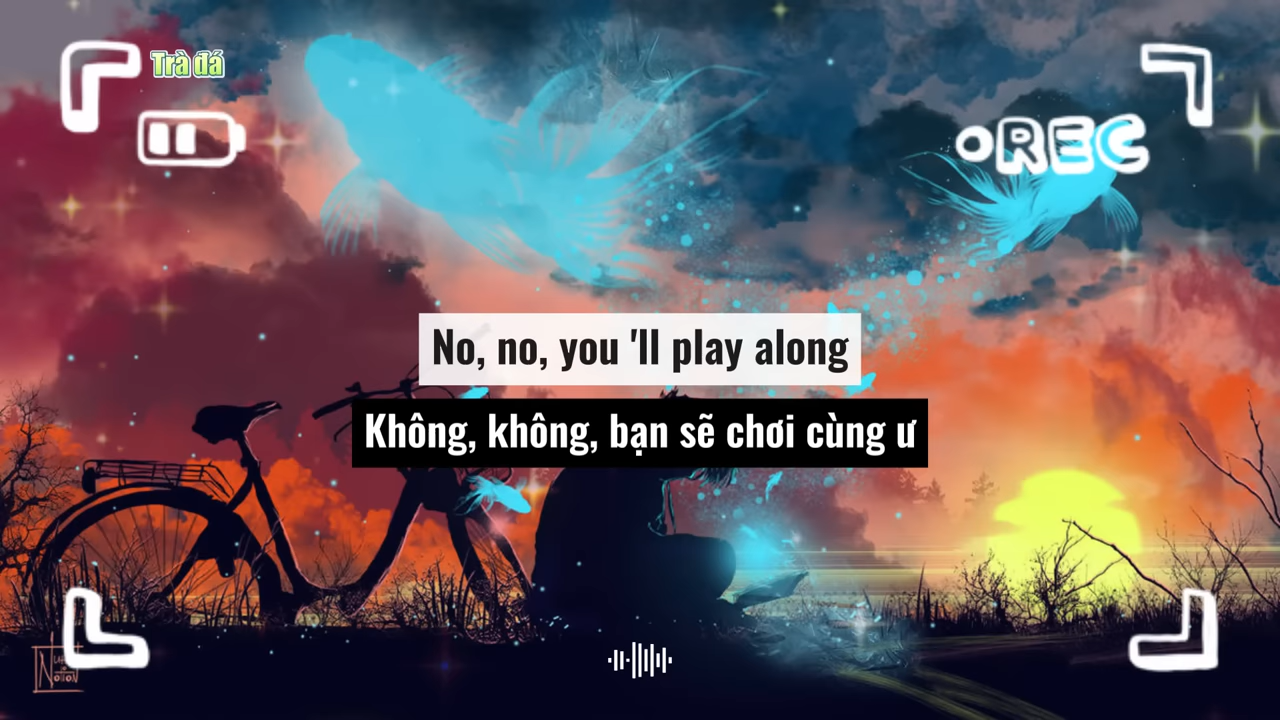 Trà đá
REC
No, no, you 'll play along
Không, không, bạn sẽ chơi cùng ư